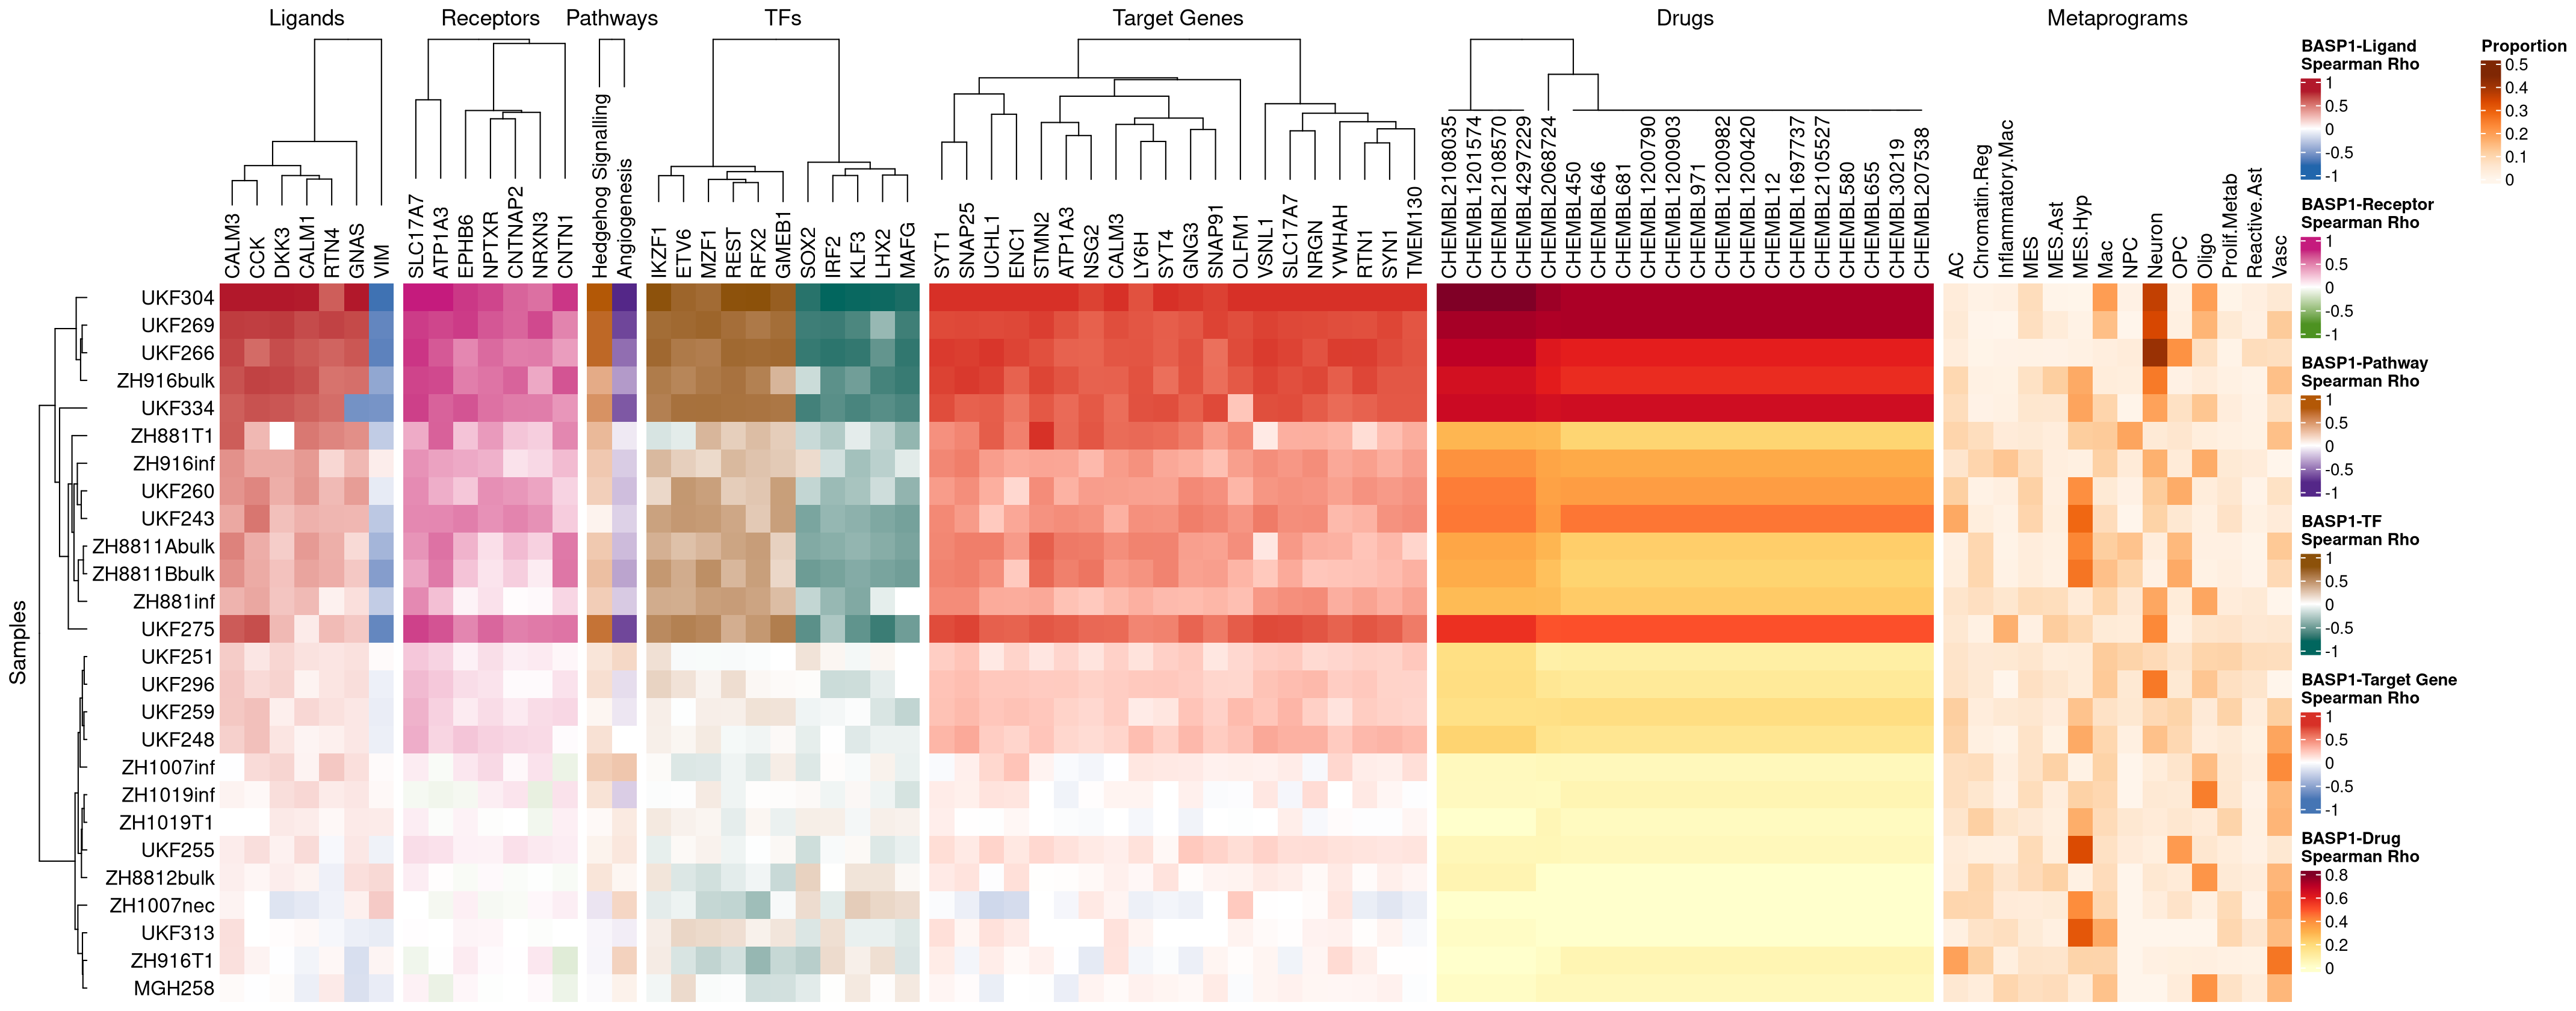 Ligands
Receptors
Pathways
TFs
Target Genes
Drugs
Metaprograms
CALM3
CCK
DKK3
CALM1
RTN4
GNAS
VIM
SLC17A7
ATP1A3
EPHB6
NPTXR
CNTNAP2
NRXN3
CNTN1
Hedgehog Signalling
Angiogenesis
IKZF1
ETV6
MZF1
REST
RFX2
GMEB1
SOX2
IRF2
KLF3
LHX2
MAFG
SYT1
SNAP25
UCHL1
ENC1
STMN2
ATP1A3
NSG2
CALM3
LY6H
SYT4
GNG3
SNAP91
OLFM1
VSNL1
SLC17A7
NRGN
YWHAH
RTN1
SYN1
TMEM130
CHEMBL2108035
CHEMBL1201574
CHEMBL2108570
CHEMBL4297229
CHEMBL2068724
CHEMBL450
CHEMBL646
CHEMBL681
CHEMBL1200790
CHEMBL1200903
CHEMBL971
CHEMBL1200982
CHEMBL1200420
CHEMBL12
CHEMBL1697737
CHEMBL2105527
CHEMBL580
CHEMBL655
CHEMBL30219
CHEMBL207538
AC
Chromatin.Reg
Inflammatory.Mac
MES
MES.Ast
MES.Hyp
Mac
NPC
Neuron
OPC
Oligo
Prolif.Metab
Reactive.Ast
Vasc
Samples
UKF304
UKF269
UKF266
ZH916bulk
UKF334
ZH881T1
ZH916inf
UKF260
UKF243
ZH8811Abulk
ZH8811Bbulk
ZH881inf
UKF275
UKF251
UKF296
UKF259
UKF248
ZH1007inf
ZH1019inf
ZH1019T1
UKF255
ZH8812bulk
ZH1007nec
UKF313
ZH916T1
MGH258
BASP1-Ligand
Spearman Rho
1
0.5
0
-0.5
-1
BASP1-Receptor
Spearman Rho
1
0.5
0
-0.5
-1
BASP1-Pathway
Spearman Rho
1
0.5
0
-0.5
-1
BASP1-TF
Spearman Rho
1
0.5
0
-0.5
-1
BASP1-Target Gene
Spearman Rho
1
0.5
0
-0.5
-1
BASP1-Drug
Spearman Rho
0.8
0.6
0.4
0.2
0
Proportion
0.5
0.4
0.3
0.2
0.1
0